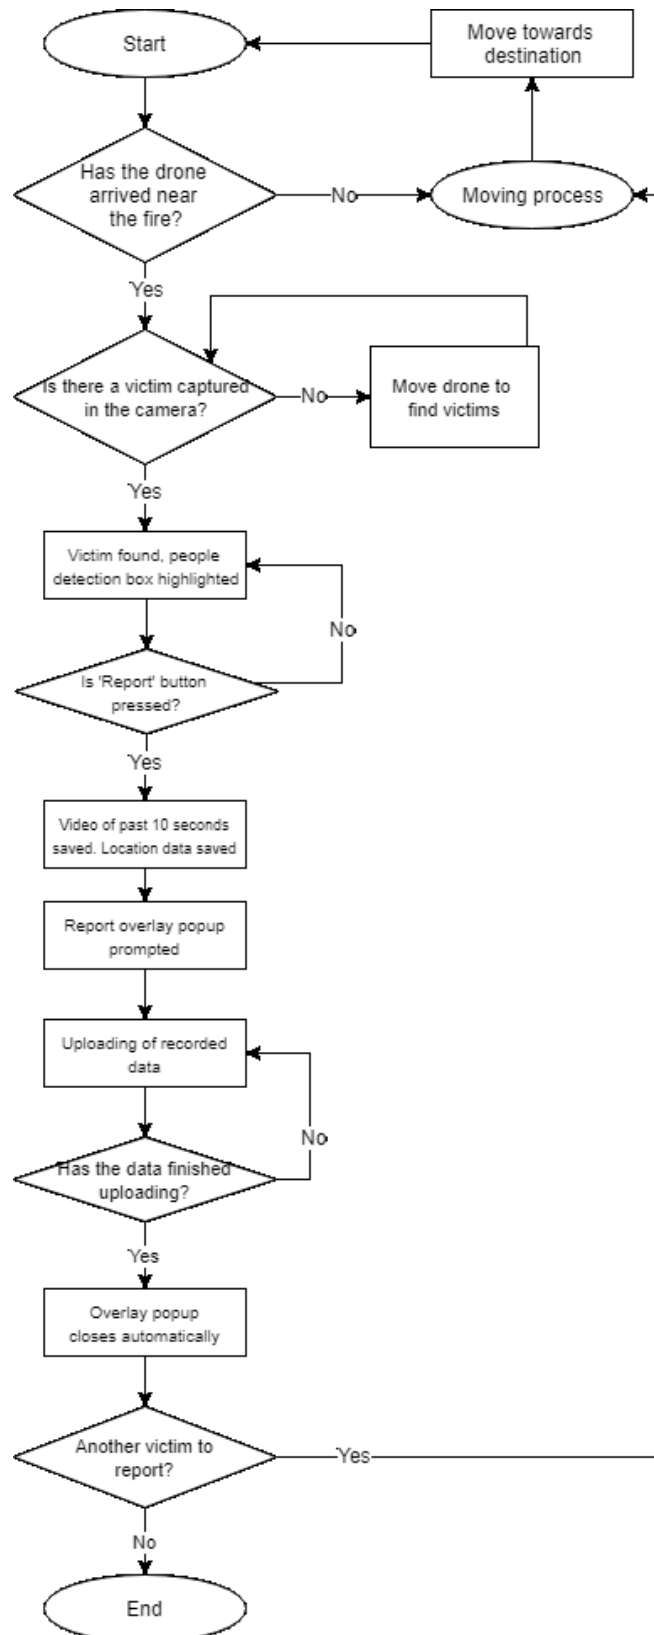 Start
Move towards
destination
Has the drone
arrived near
the fire?
No
Moving process
Yes
Is there a victim captured
in the camera?
No
Move drone to
find victims
Yes
Victim found, people
detection box highlighted
No
Is 'Report' button
pressed?
Yes
Video of past 10 seconds
saved. Location data saved
Report overlay popup
prompted
Uploading of recorded
data
No
Has the data finished
uploading?
Yes
Overlay popup
closes automatically
Another victim to
report?
Yes
No
End